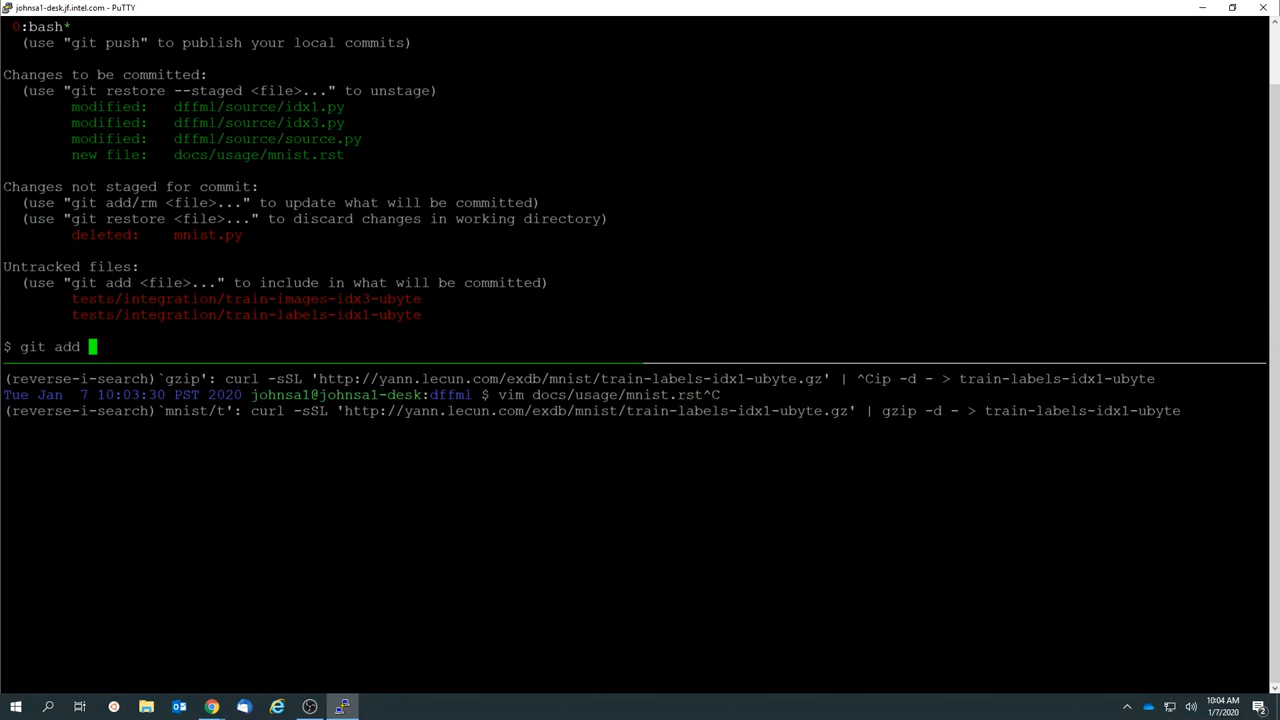 johnsa1-desk.jf.intel.com - PuTTY
0:bash*
(use "git push" to publish your local commits)
Changes to be committed:
(use "git restore --staged <file>..." to unstage)
modified: dffml/source/idx1.py
modified: dffml/source/idx3.py
modified: dffml/source/source.py
new file: docs/usage/mnist.rst
Changes not staged for commit:
(use "git add/rm <file>..." to update what will be committed)
(use "git restore <file>..." to discard changes in working directory)
deleted: mnist.py
Untracked files:
(use "git add <file>..." to include in what will be committed)
tests/integration/train-images-idx3-ubyte
tests/integration/train-labels-idx1-ubyte
$ git add
(reverse-i-search)`gzip': curl -sSL 'http://yann.lecun.com/exdb/mnist/train-labels-idx1-ubyte.gz' | ^Cip -d - > train-labels-idx1-ubyte
Tue Jan 7 10:03:30 PST 2020 johnsa1@johnsa1-desk:dffml $ vim docs/usage/mnist.rst^C
(reverse-i-search)`mnist/t': curl -sSL 'http://yann.lecun.com/exdb/mnist/train-labels-idx1-ubyte.gz' | gzip -d - > train-labels-idx1-ubyte
10:04 AM
1/7/2020
2